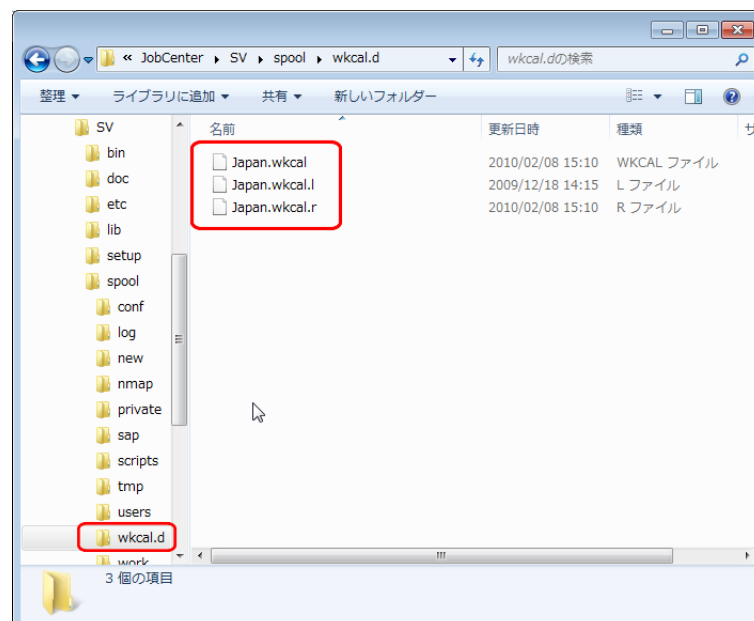 « JobCenter ▸ SV ▸ spool ▸ wkcal.d
wkcal.dの検索
整理 ▼ ライブラリに追加 ▼ 共有 ▼ 新しいフォルダー
SV
bin
doc
etc
lib
setup
spool
conf
log
new
nmap
private
sap
scripts
tmp
users
wkcal.d
work
名前 更新日時 種類 サ
Japan.wkcal 2010/02/08 15:10 WKCAL ファイル
Japan.wkcal.l 2009/12/18 14:15 L ファイル
Japan.wkcal.r 2010/02/08 15:10 R ファイル
3 個の項目